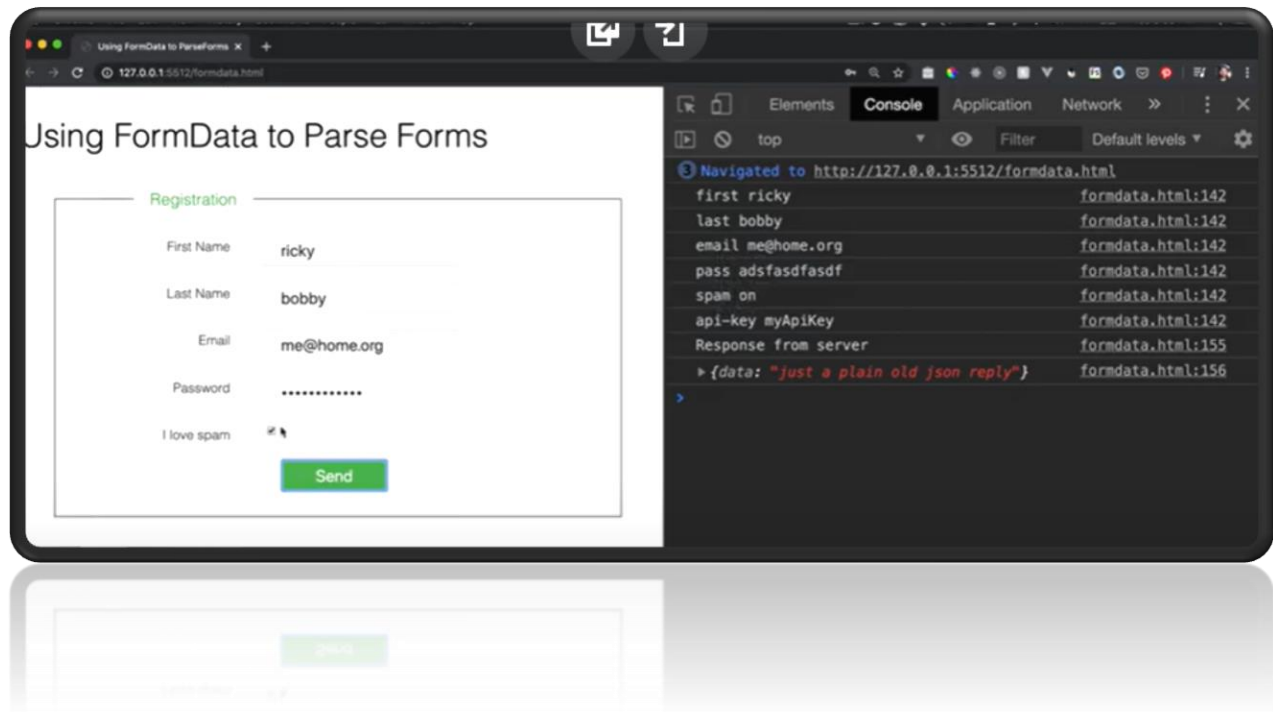 Using FormData to ParseForms
127.0.0.1:5512/formdata.html
Using FormData to Parse Forms
Registration
First Name ricky
Last Name bobby
Email me@home.org
Password ••••••••••••
I love spam
Send
Elements Console Application Network »
top Filter Default levels
3 Navigated to http://127.0.0.1:5512/formdata.html
first ricky formdata.html:142
last bobby formdata.html:142
email me@home.org formdata.html:142
pass adsfasdfasdf formdata.html:142
spam on formdata.html:142
api-key myApiKey formdata.html:142
Response from server formdata.html:155
{data: "just a plain old json reply"} formdata.html:156